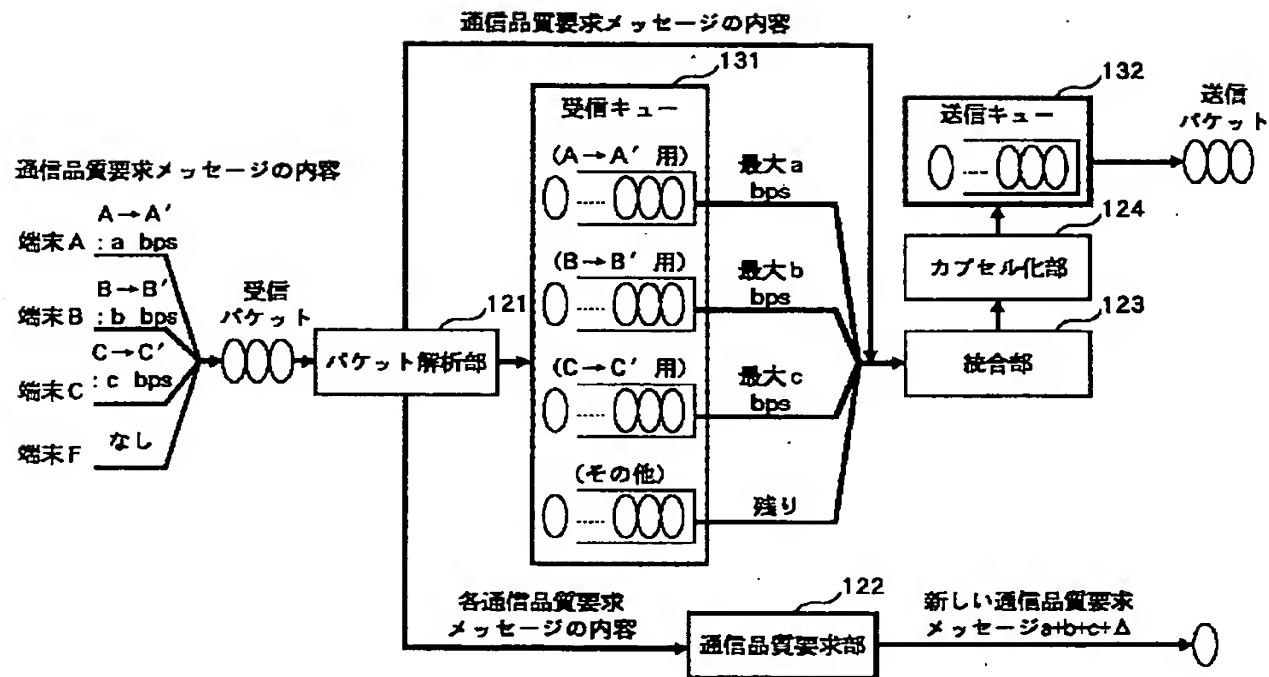 通信品質要求メッセージの内容
131
132
受信キュー
送信キュー
送信
パケット
通信品質要求メッセージの内容
(A→A′ 用)
最大a
bps
A→A′
端末A : a bps
124
(B→B′ 用)
最大b
bps
カプセル化部
B→B′
端末B : b bps
受信
パケット
121
123
パケット解析部
統合部
C→C′
端末C : c bps
(C→C′ 用)
最大c
bps
なし
端末F
(その他)
残り
各通信品質要求
メッセージの内容
122
通信品質要求部
新しい通信品質要求
メッセージa+b+c+Δ